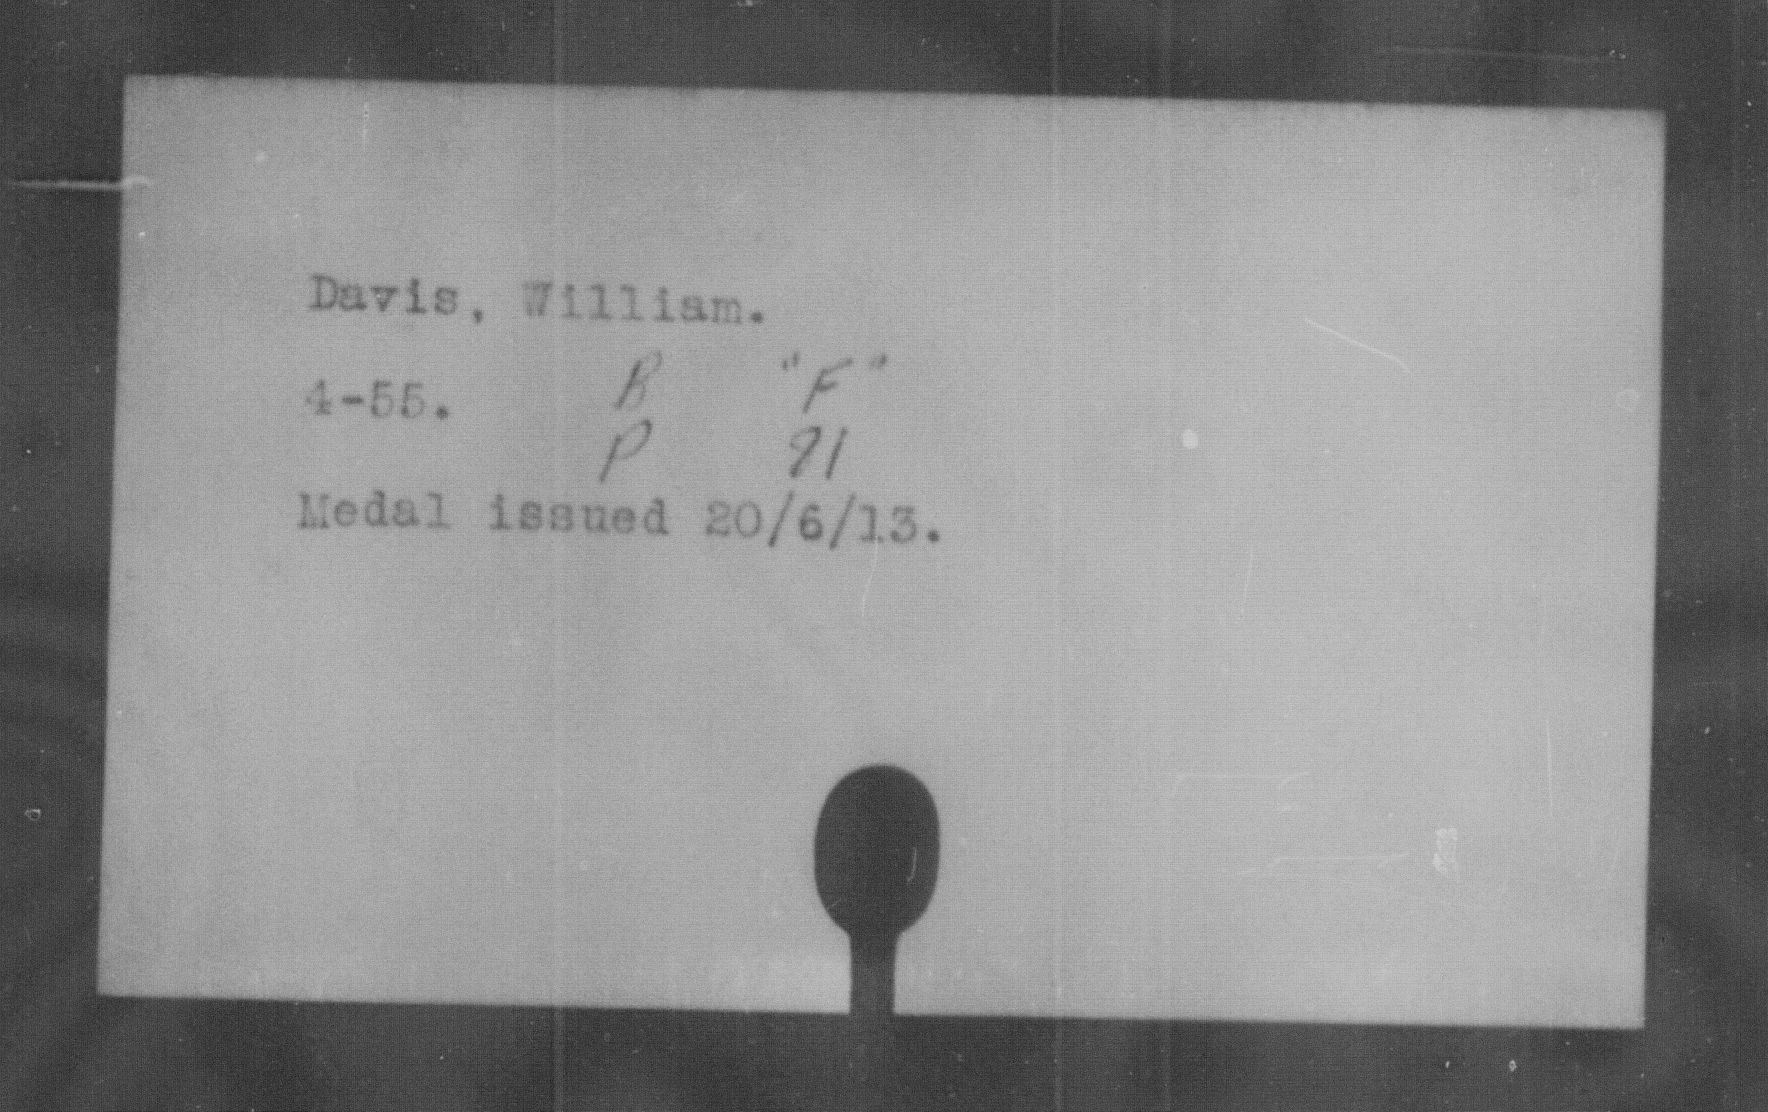 Davis, William.
4-55. B "F"
P 91
Medal issued 20/6/13.